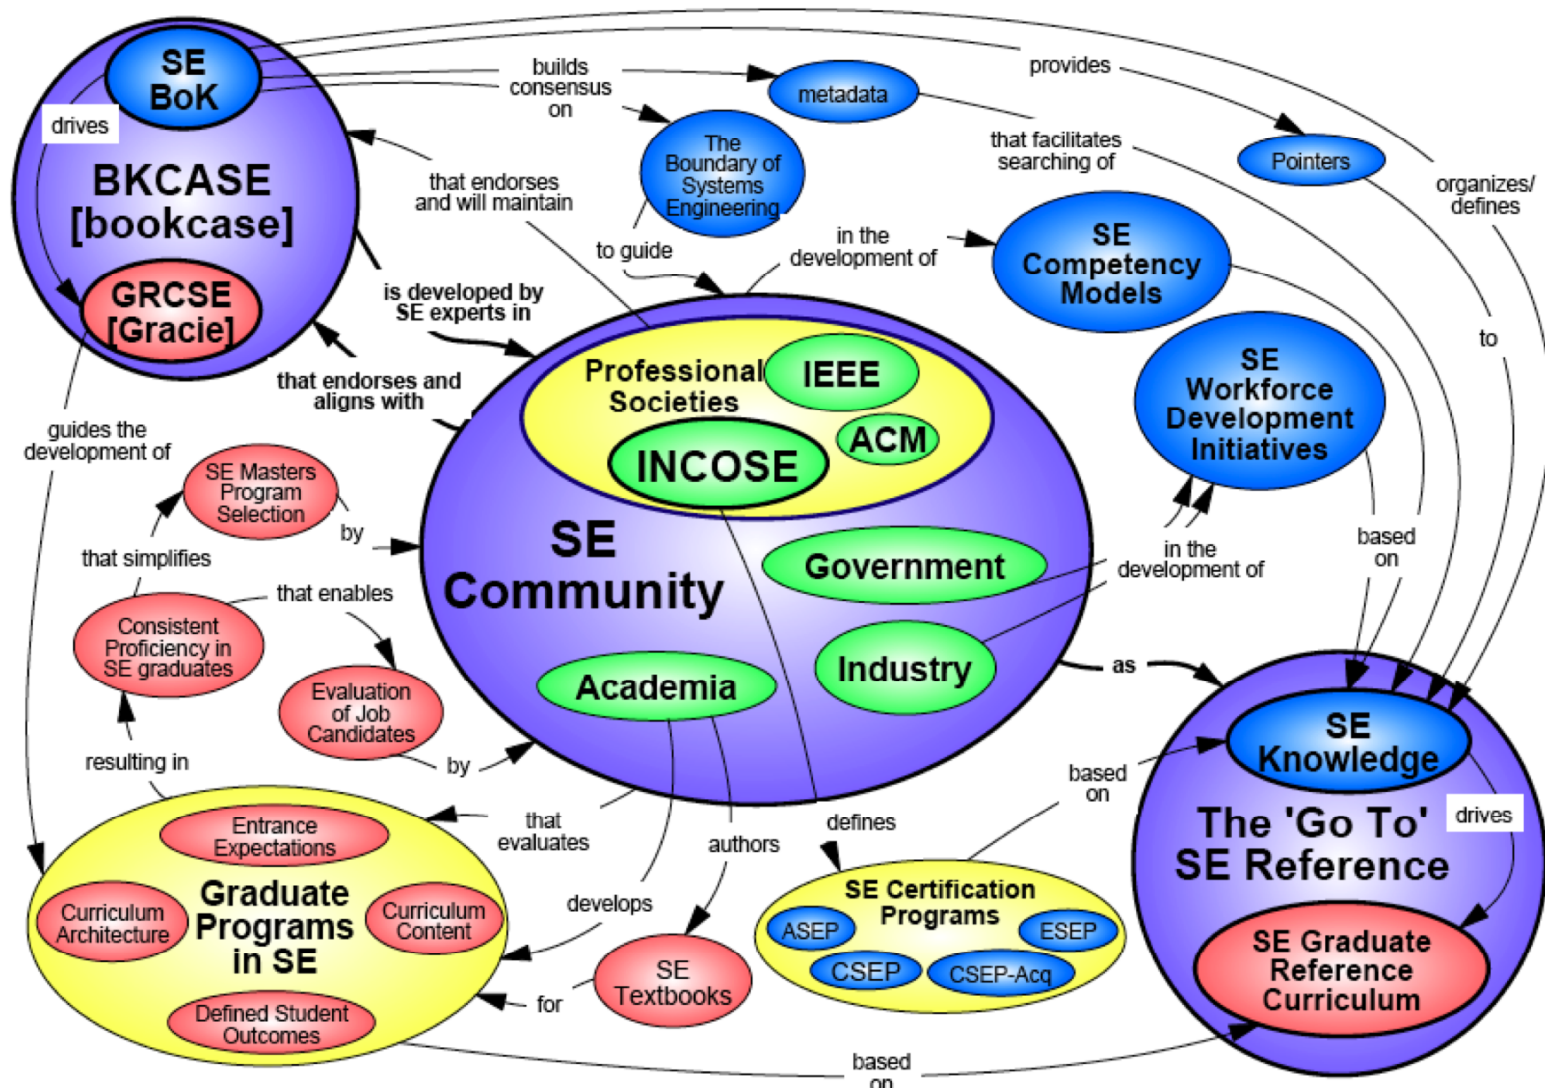 SE
BoK
drives
BKCASE
[bookcase]
GRCSE
[Gracie]
builds
consensus
on
metadata
The
Boundary of
Systems
Engineering
provides
Pointers
that facilitates
searching of
organizes/
defines
that endorses
and will maintain
to guide
in the
development of
SE
Competency
Models
is developed by
SE experts in
that endorses and
aligns with
to
SE
Workforce
Development
Initiatives
Professional
Societies
IEEE
ACM
INCOSE
guides the
development of
SE Masters
Program
Selection
by
that simplifies
SE
Community
Government
in the
development of
based
on
that enables
Consistent
Proficiency in
SE graduates
Industry
Academia
as
Evaluation
of Job
Candidates
by
resulting in
SE
Knowledge
based
on
The 'Go To'
SE Reference
drives
that
evaluates
authors
defines
Entrance
Expectations
Graduate
Programs
in SE
Curriculum
Architecture
Curriculum
Content
develops
SE Certification
Programs
ASEP
ESEP
CSEP
CSEP-Acq
SE
Textbooks
for
Defined Student
Outcomes
SE Graduate
Reference
Curriculum
based
on